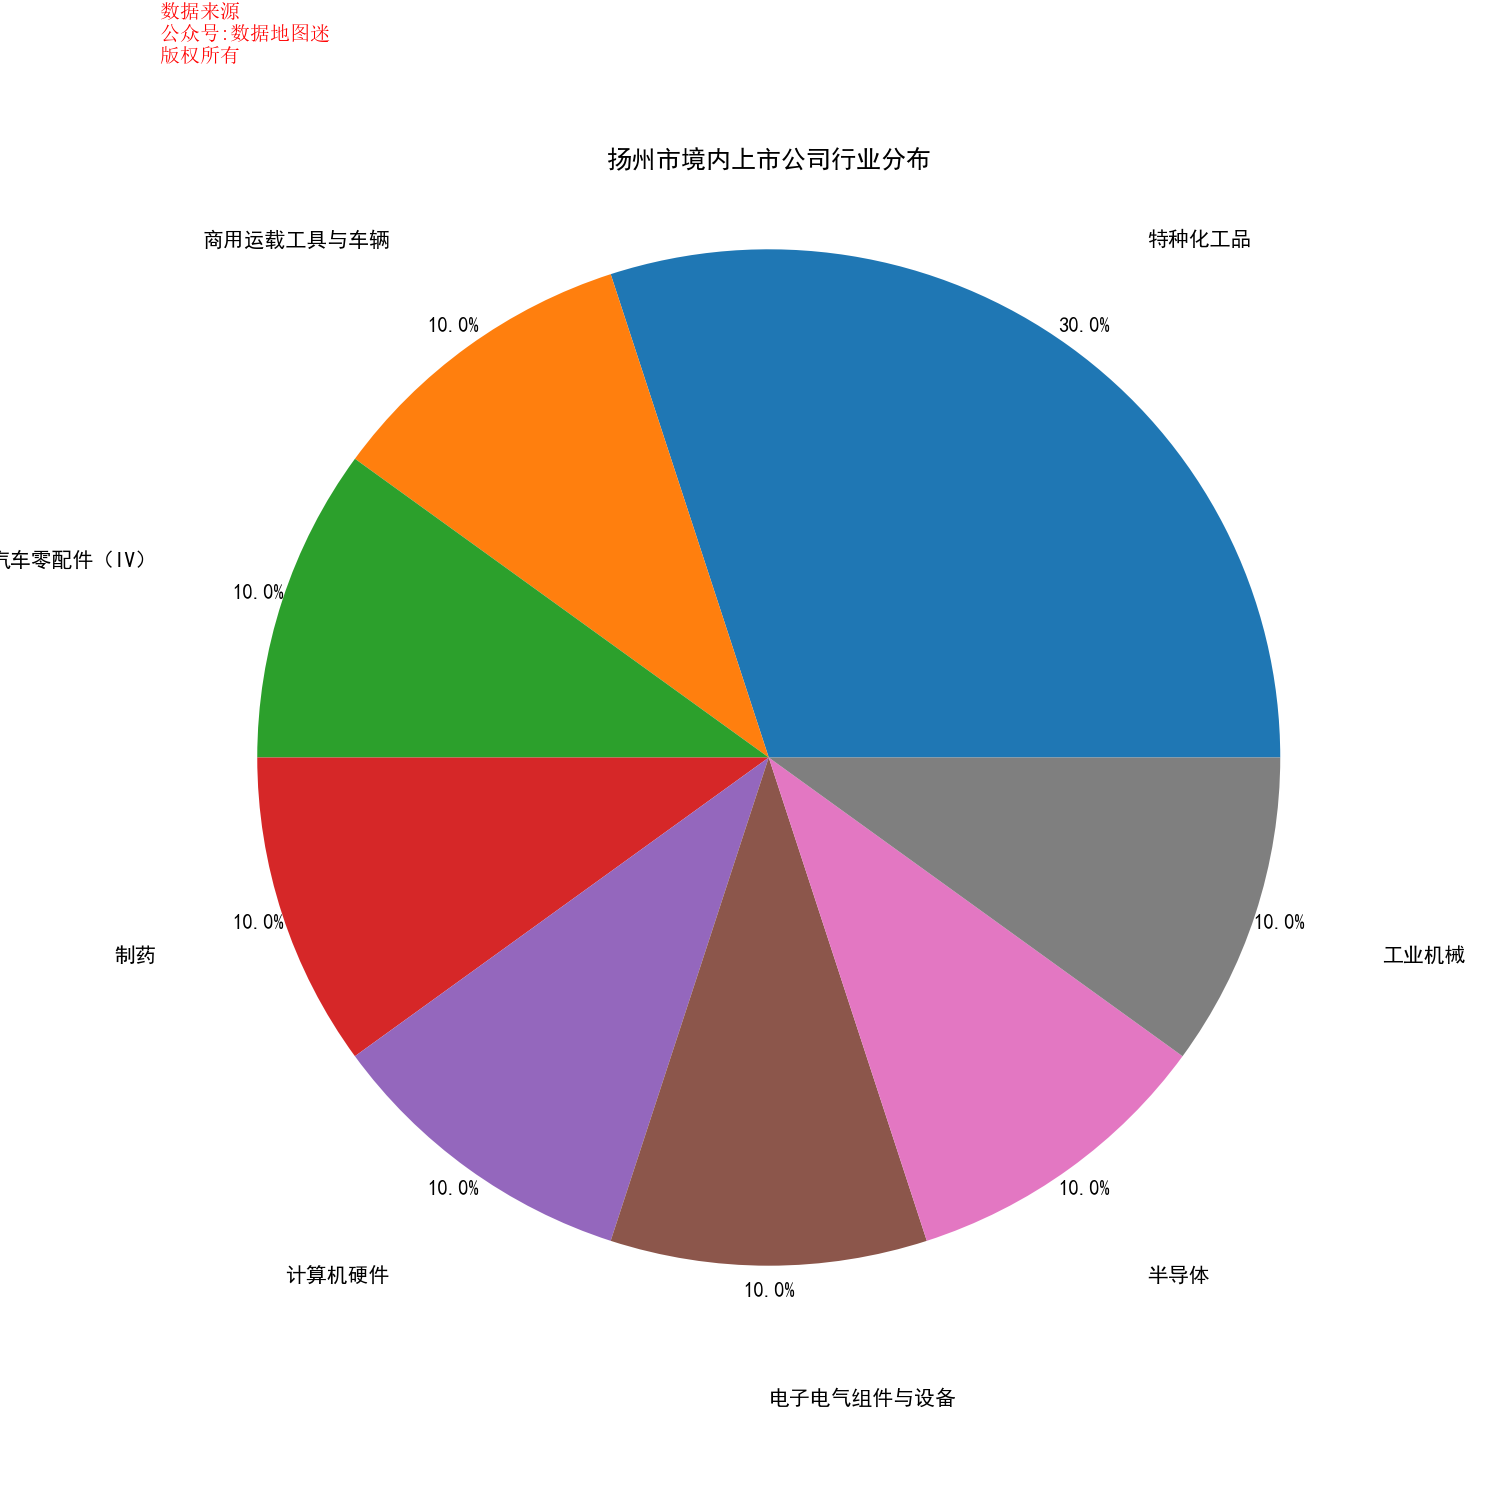 数据来源
公众号:数据地图迷
版权所有
扬州市境内上市公司行业分布
商用运载工具与车辆
特种化工品
10.0%
30.0%
汽车零配件（IV）
10.0%
10.0%
10.0%
制药
工业机械
10.0%
10.0%
计算机硬件
半导体
10.0%
电子电气组件与设备